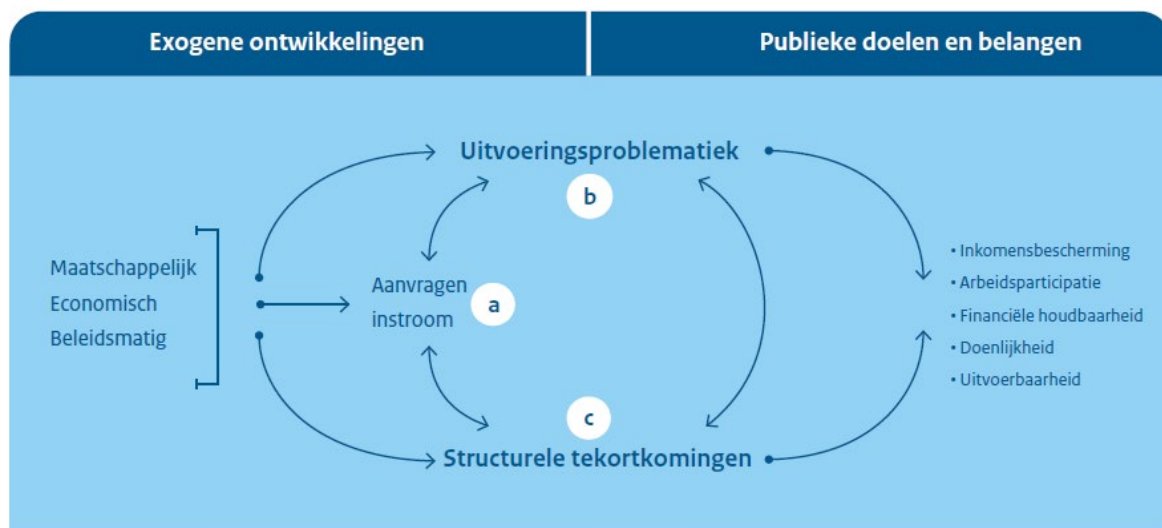 Exogene ontwikkelingen
Publieke doelen en belangen
Uitvoeringsproblematiek
b
Maatschappelijk
Economisch
Beleidsmatig
Aanvragen
instroom
a
• Inkomensbescherming
• Arbeidsparticipatie
• Financiële houdbaarheid
• Doenlijkheid
• Uitvoerbaarheid
c
Structurele tekortkomingen